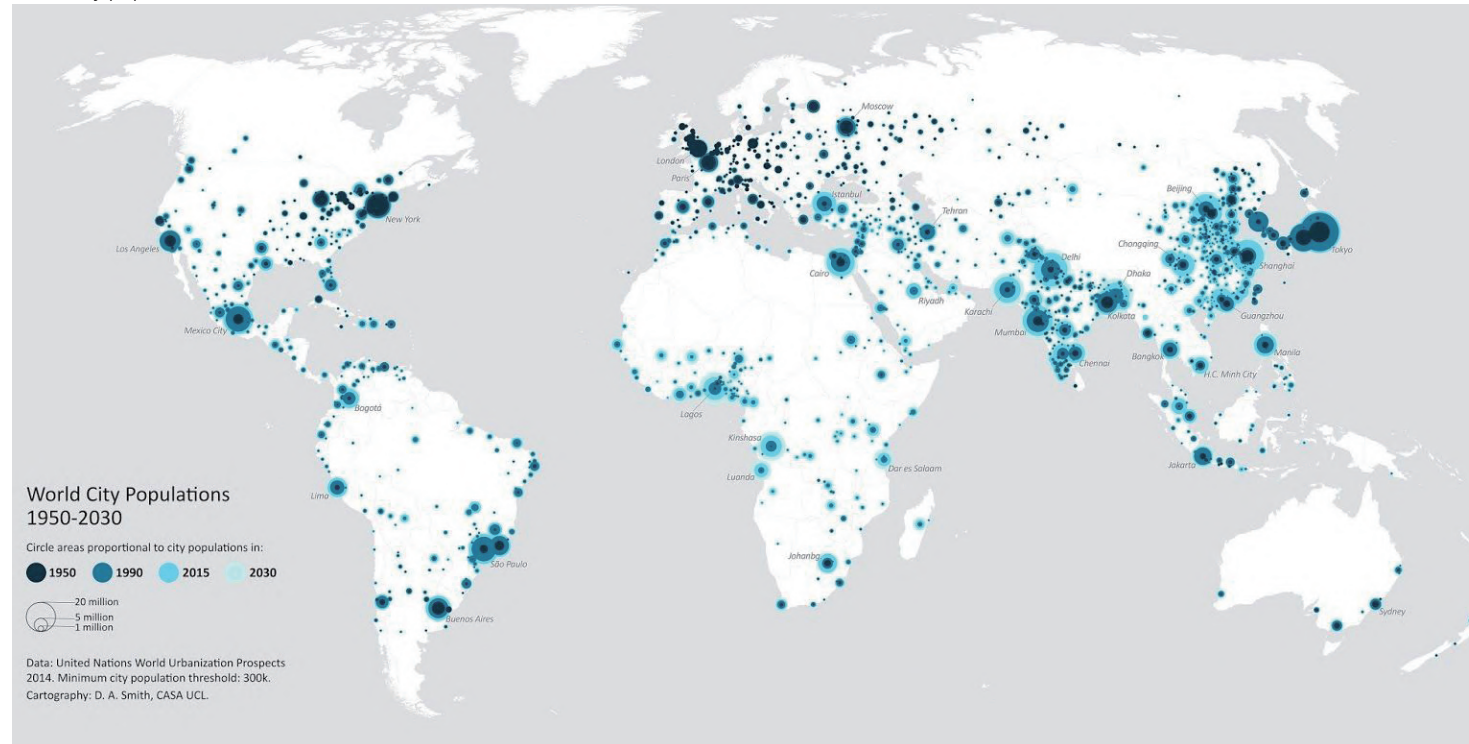 Moscow
London
Paris
Istanbul
Beijing
New York
Tehran
Los Angeles
Chongqing
Tokyo
Delhi
Shanghai
Cairo
Dhaka
Riyadh
Karachi
Kolkata
Guangzhou
Mexico City
Mumbai
Manila
Bangkok
Chennai
H.C. Minh City
Bogotá
Lagos
Kinshasa
Jakarta
Dar es Salaam
Luanda
Lima
World City Populations
1950-2030
Circle areas proportional to city populations in:
1950 1990 2015 2030
Johanbg
São Paulo
20 million
5 million
1 million
Buenos Aires
Sydney
Data: United Nations World Urbanization Prospects
2014. Minimum city population threshold: 300k.
Cartography: D. A. Smith, CASA UCL.